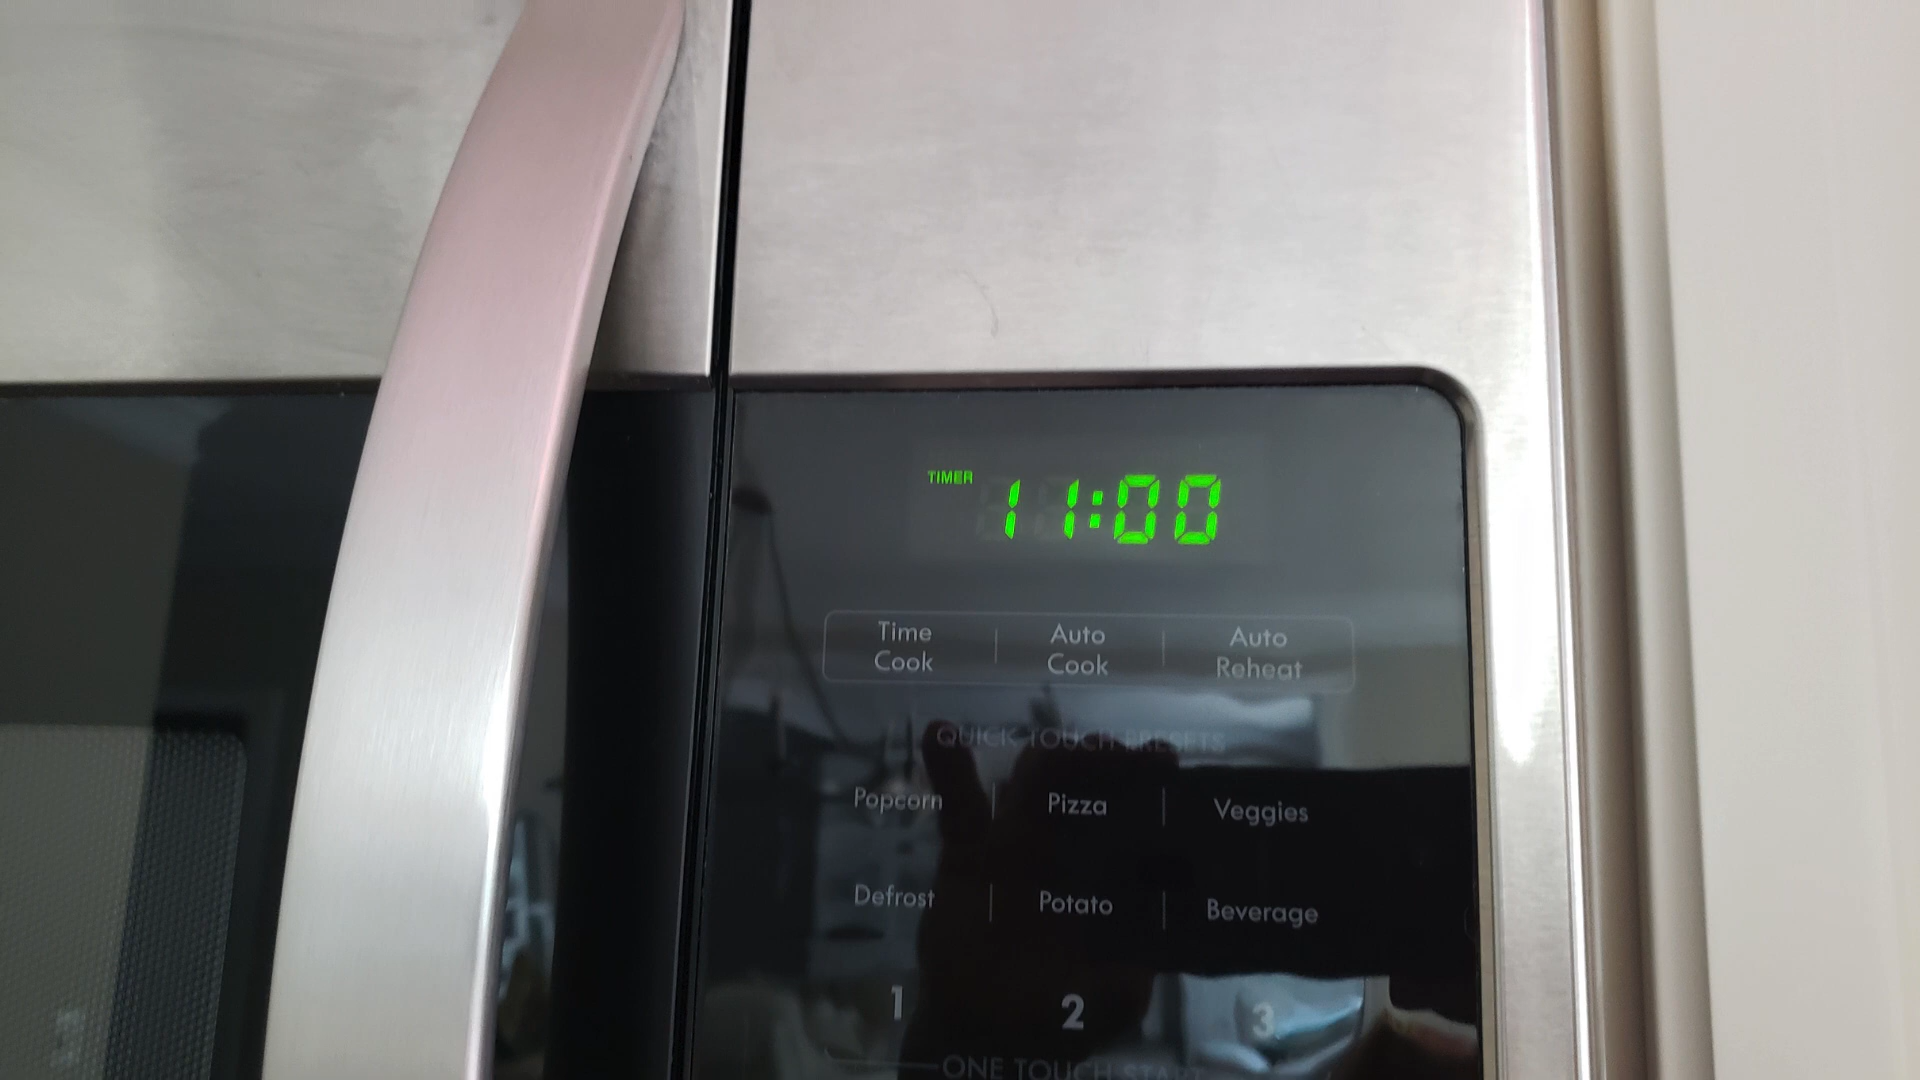 TIMER 11:00
Time Cook Auto Cook Auto Reheat
QUICK TOUCH PRESETS
Popcorn Pizza Veggies
Defrost Potato Beverage
1 2 3
ONE TOUCH START